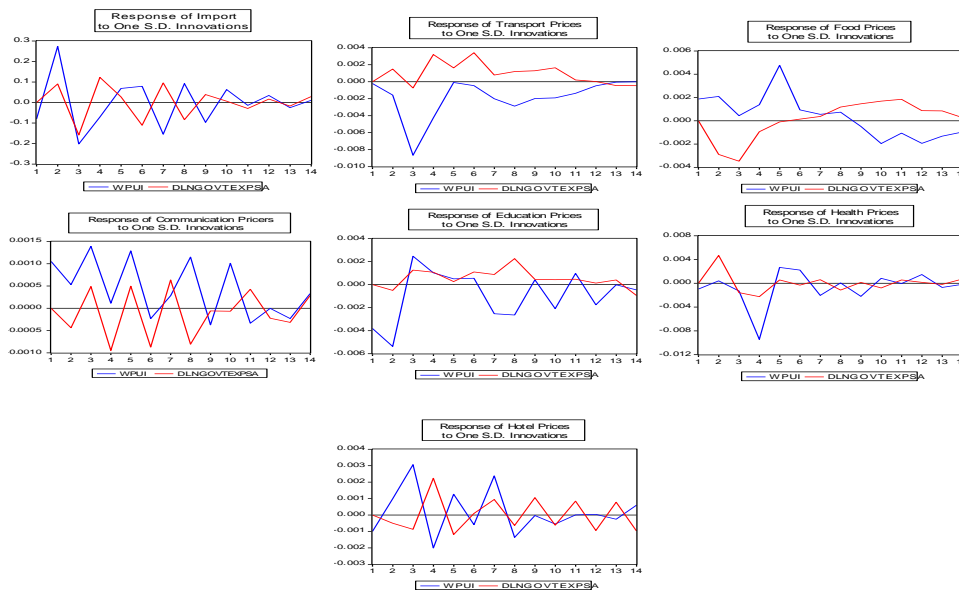 Response of Import
to One S.D. Innovations
0.3
0.2
0.1
0.0
-0.1
-0.2
-0.3
1 2 3 4 5 6 7 8 9 10 11 12 13 14
WPUI DLNGOVTEXPSA
Response of Transport Prices
to One S.D. Innovations
0.004
0.002
0.000
-0.002
-0.004
-0.006
-0.008
-0.010
1 2 3 4 5 6 7 8 9 10 11 12 13 14
WPUI DLNGOVTEXPSA
Response of Food Prices
to One S.D. Innovations
0.006
0.004
0.002
0.000
-0.002
-0.004
1 2 3 4 5 6 7 8 9 10 11 12 13 14
WPUI DLNGOVTEXPSA
Response of Communication Pricers
to One S.D. Innovations
0.0015
0.0010
0.0005
0.0000
-0.0005
-0.0010
1 2 3 4 5 6 7 8 9 10 11 12 13 14
WPUI DLNGOVTEXPSA
Response of Education Prices
to One S.D. Innovations
0.004
0.002
0.000
-0.002
-0.004
-0.006
1 2 3 4 5 6 7 8 9 10 11 12 13 14
WPUI DLNGOVTEXPSA
Response of Health Prices
to One S.D. Innovations
0.008
0.004
0.000
-0.004
-0.008
-0.012
1 2 3 4 5 6 7 8 9 10 11 12 13 14
WPUI DLNGOVTEXPSA
Response of Hotel Prices
to One S.D. Innovations
0.004
0.003
0.002
0.001
0.000
-0.001
-0.002
-0.003
1 2 3 4 5 6 7 8 9 10 11 12 13 14
WPUI DLNGOVTEXPSA